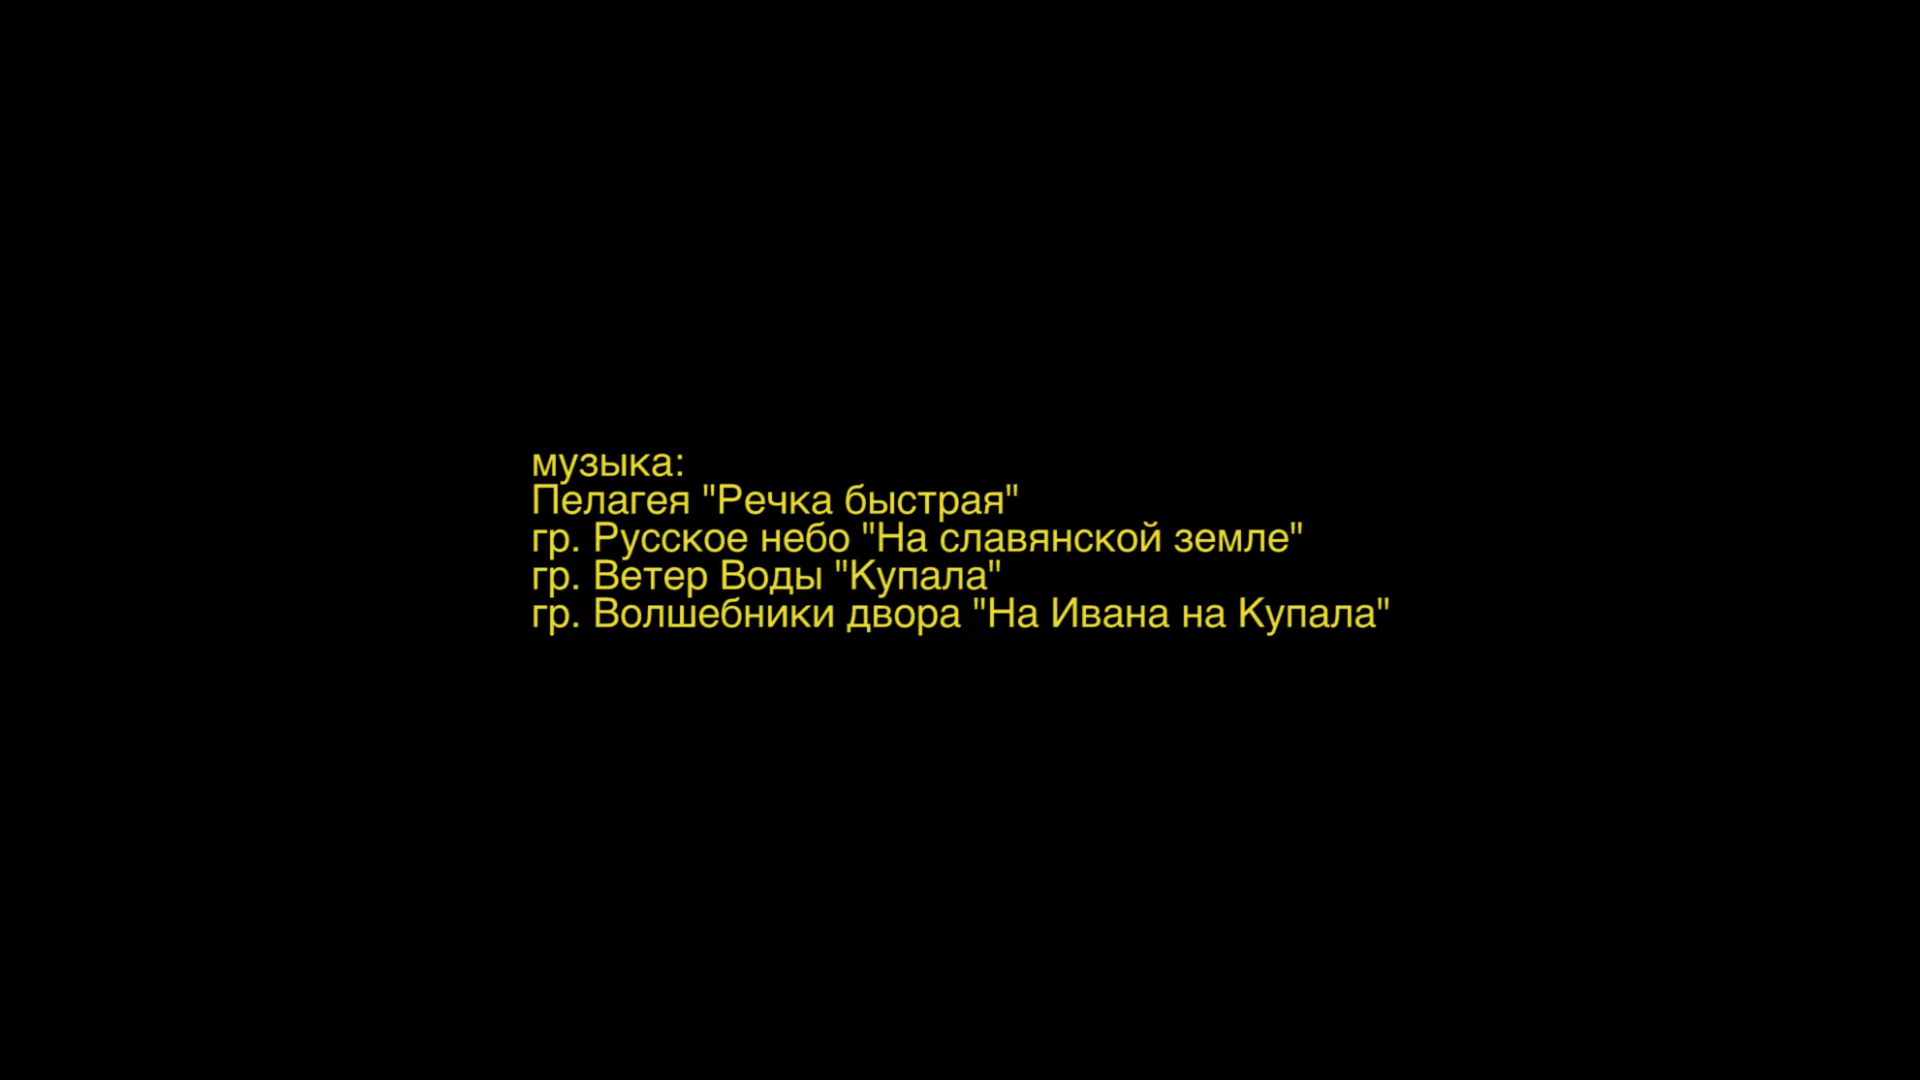 музыка:
Пелагея "Речка быстрая"
гр. Русское небо "На славянской земле"
гр. Ветер Воды "Купала"
гр. Волшебники двора "На Ивана на Купала"